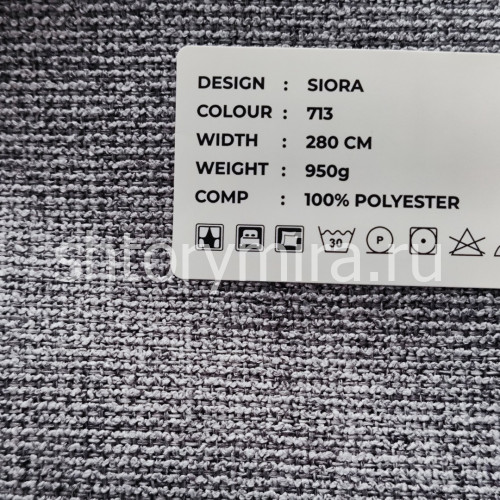 DESIGN : SIORA
COLOUR : 713
WIDTH : 280 CM
WEIGHT : 950g
COMP : 100% POLYESTER
30 P
shtorymira.ru